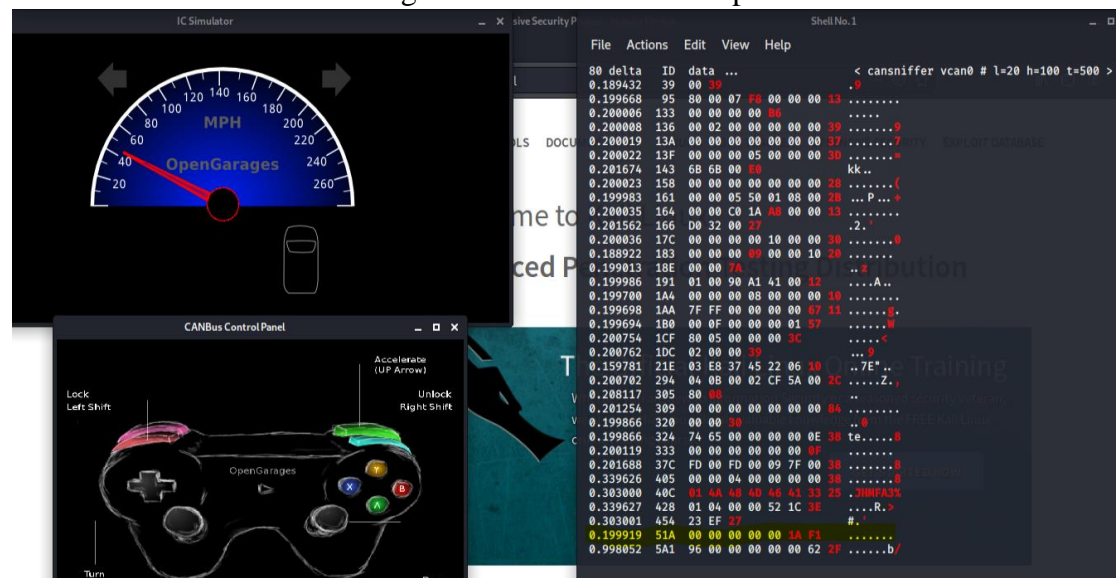 IC Simulator
20
40
60
80
100
120
140
160
180
200
220
240
260
MPH
OpenGarages
CANBus Control Panel
Accelerate
(UP Arrow)
Lock
Left Shift
Unlock
Right Shift
OpenGarages
X
Y
B
A
Turn
sive Security
DOCU
EXPLOIT DATABASE
me to
ced Pe
sting Distribution
Training
Shell No. 1
File Actions Edit View Help
80 delta ID data ... < cansniffer vcan0 # l=20 h=100 t=500 >
0.189432 39 00 39 .9
0.199668 95 80 00 07 F8 00 00 00 13 ........
0.200006 133 00 00 00 00 B6 .....
0.200008 136 00 02 00 00 00 00 00 39 .......9
0.200019 13A 00 00 00 00 00 00 00 37 .......7
0.200022 13F 00 00 00 05 00 00 00 3D .......=
0.201674 143 6B 6B 00 E0 kk..
0.200023 158 00 00 00 00 00 00 00 28 .......(
0.199983 161 00 00 05 50 01 08 00 2B ...P...+
0.200035 164 00 00 C0 1A A8 00 00 13 ........
0.201562 166 D0 32 00 27 .2.'
0.200036 17C 00 00 00 00 10 00 00 30 .......0
0.188922 183 00 00 00 09 00 00 10 20 .......
0.199013 18E 00 00 7A ..z
0.199986 191 01 00 90 A1 41 00 12 ....A..
0.199700 1A4 00 00 00 08 00 00 00 10 ........
0.199698 1AA 7F FF 00 00 00 00 67 11 ......g.
0.199694 1B0 00 0F 00 00 00 01 57 ......W
0.200754 1CF 80 05 00 00 00 3C .....<
0.200762 1DC 02 00 00 39 ...9
0.159781 21E 03 E8 37 45 22 06 10 ..7E"..
0.200702 294 04 0B 00 02 CF 5A 00 2C .....Z.,
0.208117 305 80 08 ..
0.201254 309 00 00 00 00 00 00 00 84 ........
0.199866 320 00 00 30 ..0
0.199866 324 74 65 00 00 00 00 0E 38 te.....8
0.200119 333 00 00 00 00 00 00 0F .......
0.201688 37C FD 00 FD 00 09 7F 00 38 .......8
0.339626 405 00 00 04 00 00 00 00 38 .......8
0.303000 40C 01 4A 48 4D 46 41 33 25 .JHMFA3%
0.339627 428 01 04 00 00 52 1C 3E ....R.>
0.303001 454 23 EF 27 #.'
0.199919 51A 00 00 00 00 00 1A F1 .......
0.998052 5A1 96 00 00 00 00 00 62 2F ......b/